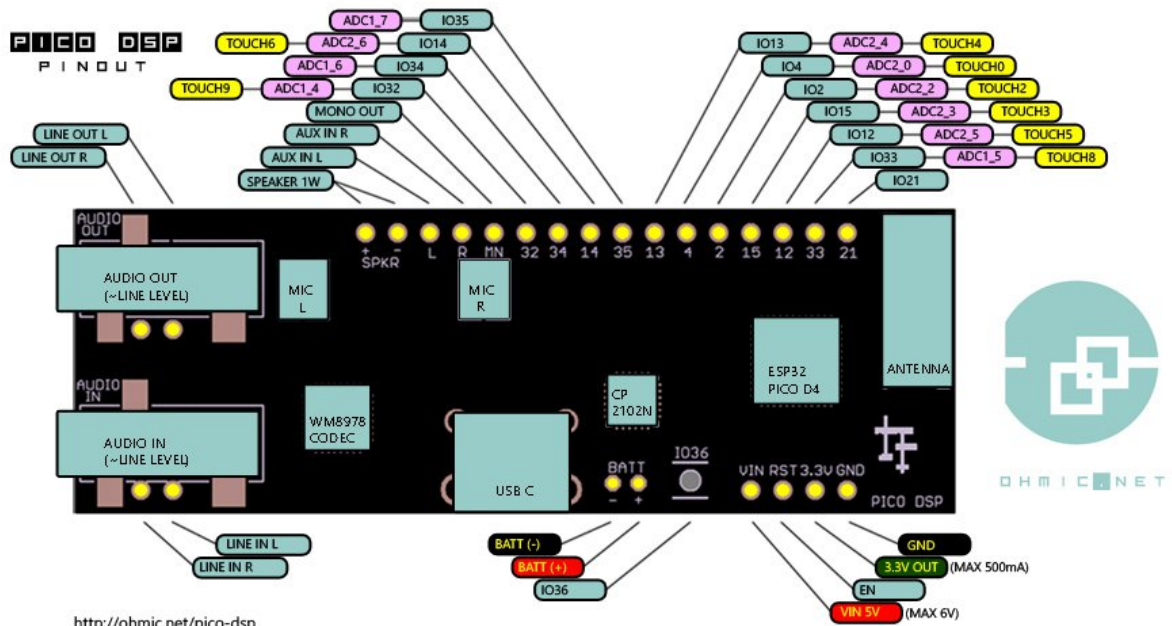 PICO DSP
PINOUT
ADC1_7 IO35
TOUCH6 ADC2_6 IO14
ADC1_6 IO34
TOUCH9 ADC1_4 IO32
MONO OUT
AUX IN R
AUX IN L
SPEAKER 1W
LINE OUT L
LINE OUT R
IO13 ADC2_4 TOUCH4
IO4 ADC2_0 TOUCH0
IO2 ADC2_2 TOUCH2
IO15 ADC2_3 TOUCH3
IO12 ADC2_5 TOUCH5
IO33 ADC1_5 TOUCH8
IO21
AUDIO
OUT
+ - L R MN 32 34 14 35 13 4 2 15 12 33 21
SPKR
AUDIO OUT
(~LINE LEVEL)
MIC
L
MIC
R
ESP32
PICO D4
ANTENNA
AUDIO
IN
AUDIO IN
(~LINE LEVEL)
WM8978
CODEC
CP
2102N
USB C
BATT
- +
IO36
VIN RST 3.3V GND
PICO DSP
OHMIC.NET
LINE IN L
LINE IN R
BATT (-)
BATT (+)
IO36
GND
3.3V OUT (MAX 500mA)
EN
VIN 5V (MAX 6V)
http://ohmic.net/pico-dsp